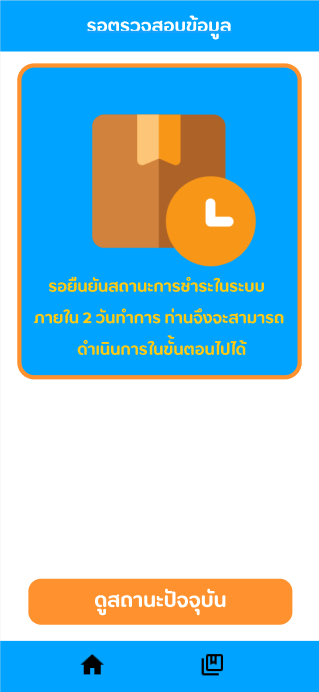 รอตรวจสอบข้อมูล
รอยืนยันสถานะการชำระในระบบ
ภายใน 2 วันทำการ ท่านจึงจะสามารถ
ดำเนินการในขั้นตอนไปได้
ดูสถานะปัจจุบัน